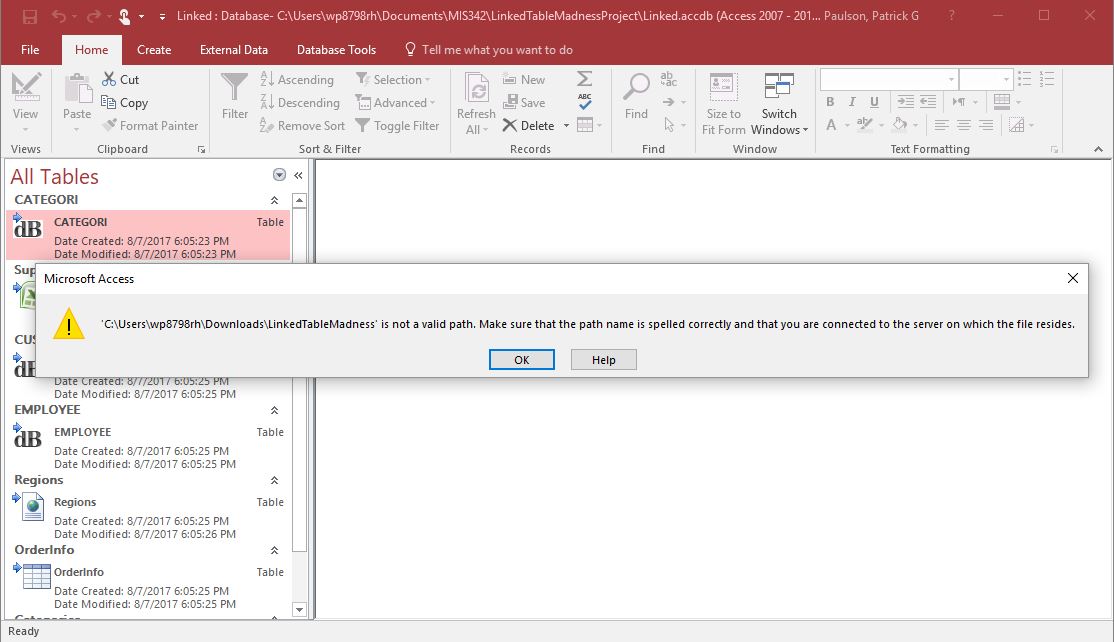 Linked : Database- C:\Users\wp8798rh\Documents\MIS342\LinkedTableMadnessProject\Linked.accdb (Access 2007 - 201... Paulson, Patrick G ?
File Home Create External Data Database Tools Tell me what you want to do
View
Views
Paste
Cut
Copy
Format Painter
Clipboard
Filter
Ascending
Descending
Remove Sort
Selection
Advanced
Toggle Filter
Sort & Filter
Refresh
All
New
Save
Delete
ABC
Records
Find
ab
ac
Find
Size to
Fit Form
Switch
Windows
Window
B I U
A ab
Text Formatting
All Tables
CATEGORI
dB CATEGORI Table
Date Created: 8/7/2017 6:05:23 PM
Date Modified: 8/7/2017 6:05:23 PM
Sup
Microsoft Access
'C:\Users\wp8798rh\Downloads\LinkedTableMadness' is not a valid path. Make sure that the path name is spelled correctly and that you are connected to the server on which the file resides.
OK Help
CUS
Date Created: 8/7/2017 6:05:25 PM
Date Modified: 8/7/2017 6:05:25 PM
EMPLOYEE
dB EMPLOYEE Table
Date Created: 8/7/2017 6:05:25 PM
Date Modified: 8/7/2017 6:05:25 PM
Regions
Regions Table
Date Created: 8/7/2017 6:05:25 PM
Date Modified: 8/7/2017 6:05:26 PM
OrderInfo
OrderInfo Table
Date Created: 8/7/2017 6:05:25 PM
Date Modified: 8/7/2017 6:05:25 PM
Ready